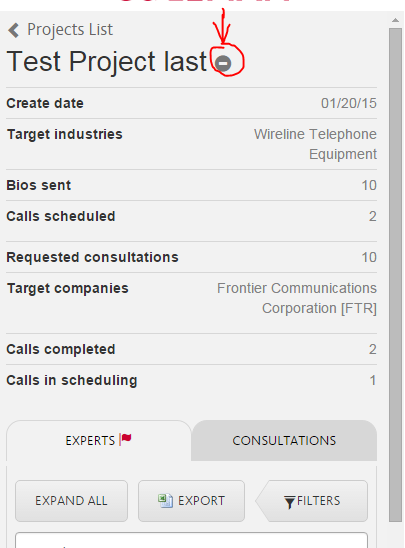 Projects List
Test Project last
Create date 01/20/15
Target industries Wireline Telephone
Equipment
Bios sent 10
Calls scheduled 2
Requested consultations 10
Target companies Frontier Communications
Corporation [FTR]
Calls completed 2
Calls in scheduling 1
EXPERTS CONSULTATIONS
EXPAND ALL EXPORT FILTERS